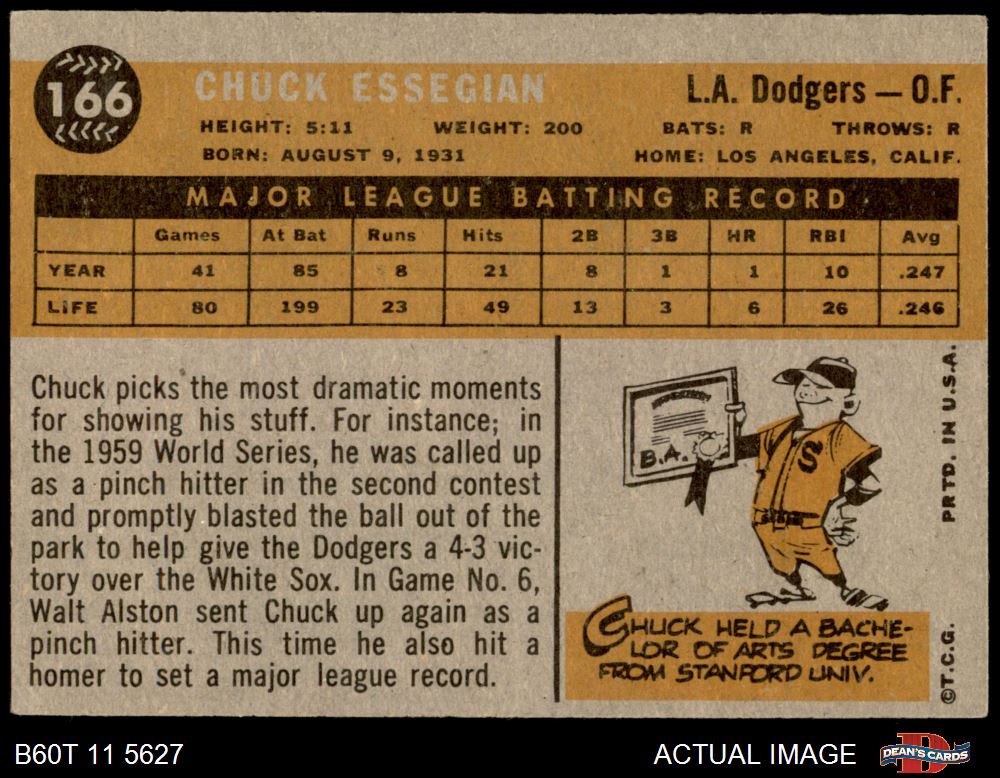 166
CHUCK ESSEGIAN
L.A. Dodgers — O.F.
HEIGHT: 5:11 WEIGHT: 200 BATS: R THROWS: R
BORN: AUGUST 9, 1931 HOME: LOS ANGELES, CALIF.
MAJOR LEAGUE BATTING RECORD
Games At Bat Runs Hits 2B 3B HR RBI Avg
YEAR 41 85 8 21 8 1 1 10 .247
LIFE 80 199 23 49 13 3 6 26 .246
Chuck picks the most dramatic moments
for showing his stuff. For instance; in
the 1959 World Series, he was called up
as a pinch hitter in the second contest
and promptly blasted the ball out of the
park to help give the Dodgers a 4-3 vic-
tory over the White Sox. In Game No. 6,
Walt Alston sent Chuck up again as a
pinch hitter. This time he also hit a
homer to set a major league record.
B.A.
S
CHUCK HELD A BACHE-
LOR OF ARTS DEGREE
FROM STANFORD UNIV.
©T.C.G. PRTD. IN U.S.A.
B60T 11 5627
ACTUAL IMAGE
D
DEAN'S CARDS